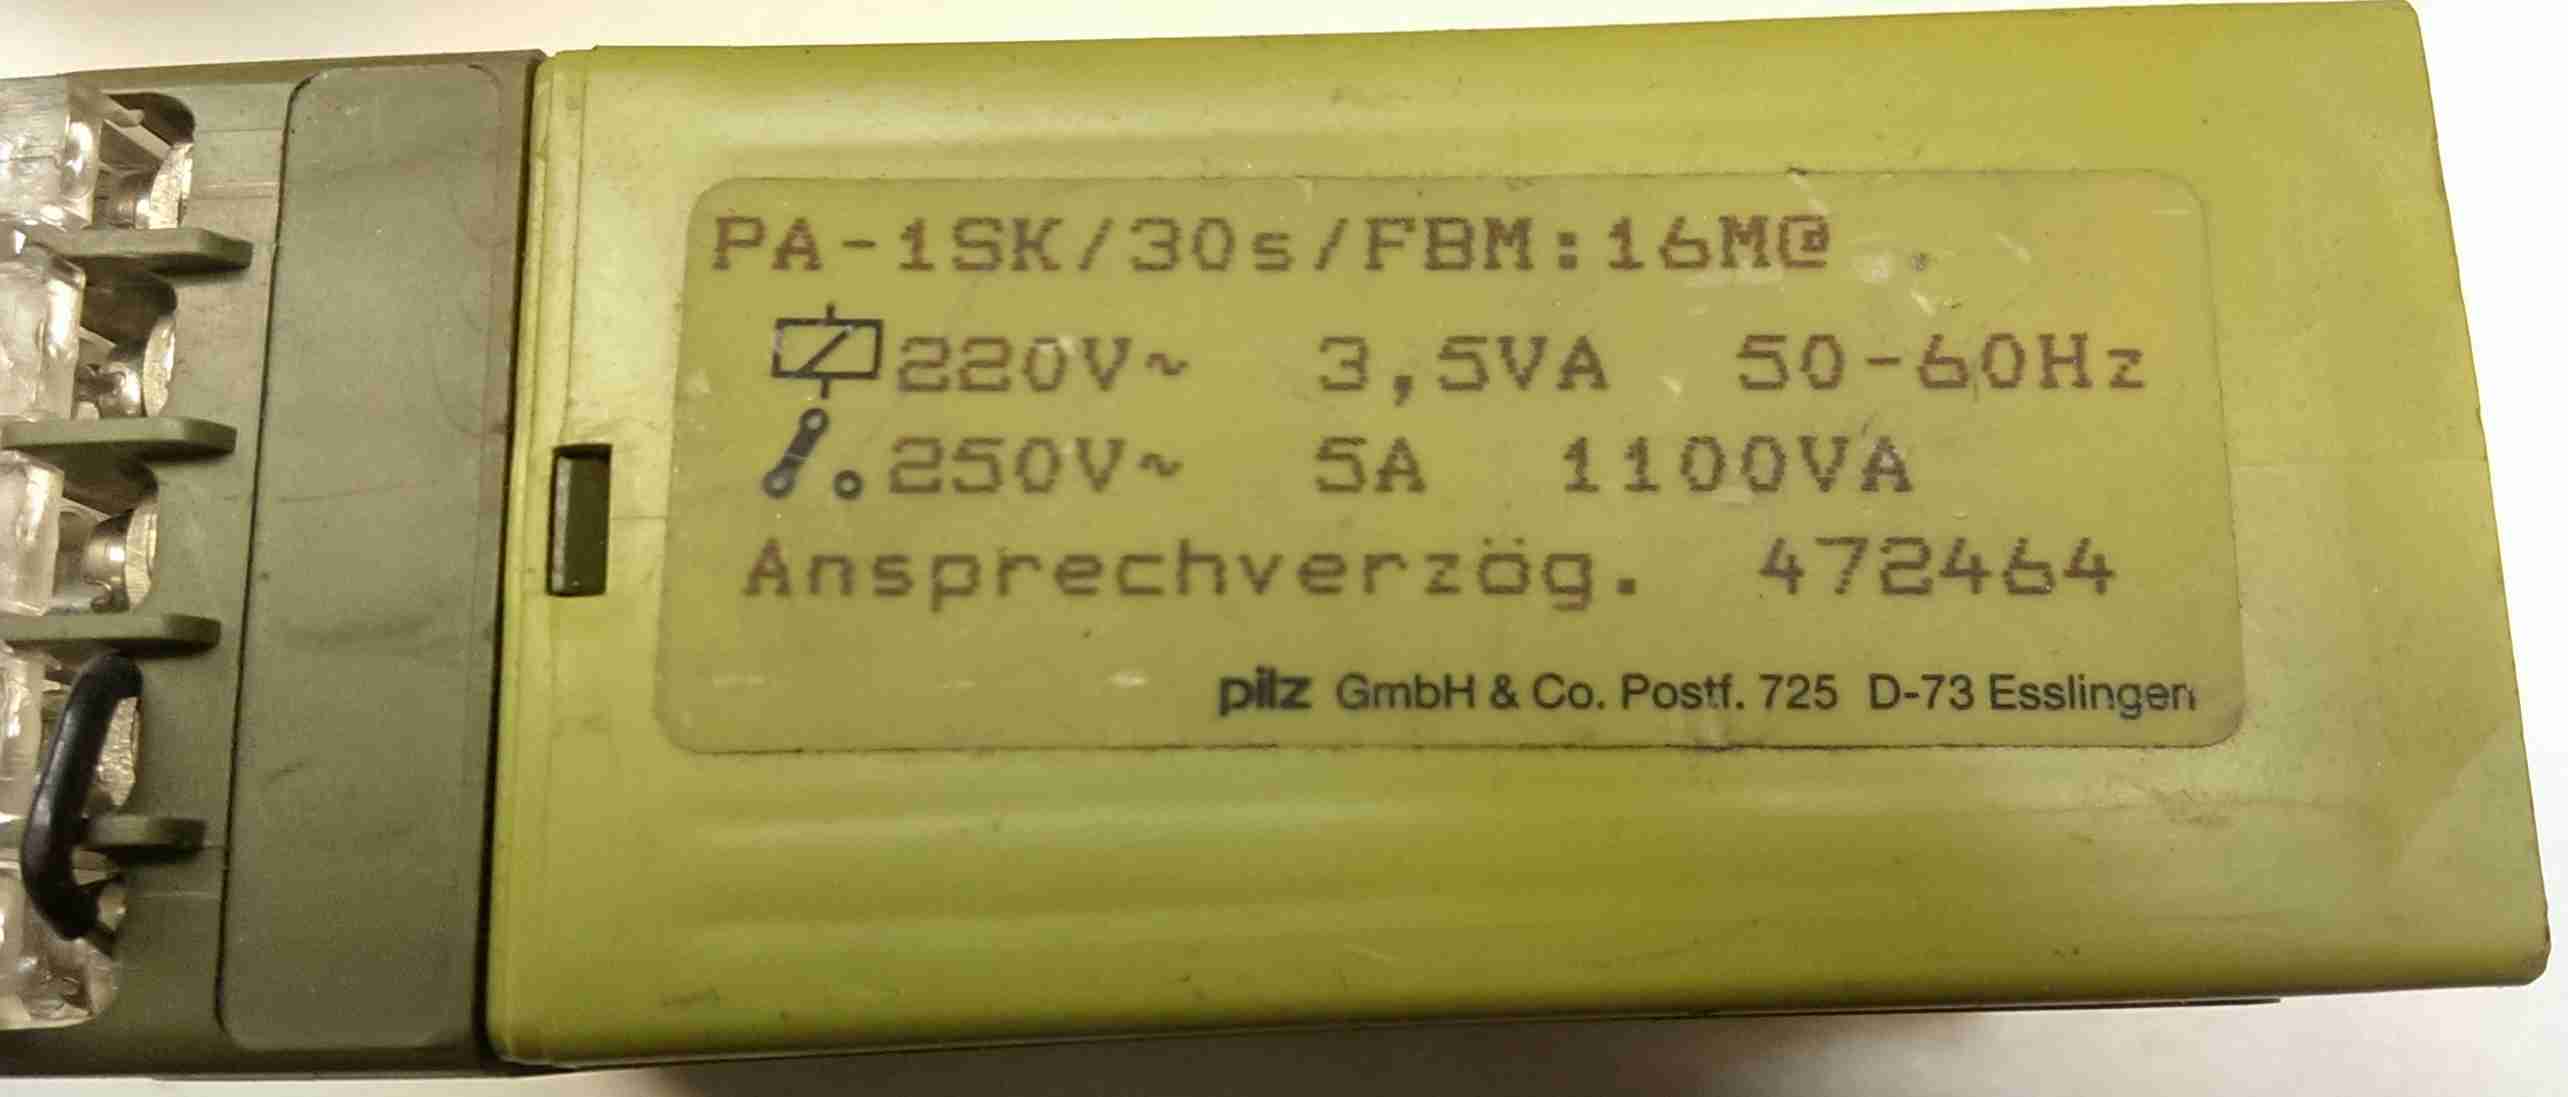 PA-1SK/30s/FBM:16M@
220V~ 3,5VA 50-60Hz
250V~ 5A 1100VA
Ansprechverzög. 472464
pilz GmbH & Co. Postf. 725 D-73 Esslingen